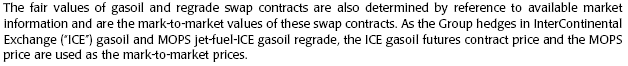 The fair values of gasoil and regrade swap contracts are also determined by reference to available market
information and are the mark-to-market values of these swap contracts. As the Group hedges in InterContinental
Exchange (“ICE”) gasoil and MOPS jet-fuel-ICE gasoil regrade, the ICE gasoil futures contract price and the MOPS
price are used as the mark-to-market prices.